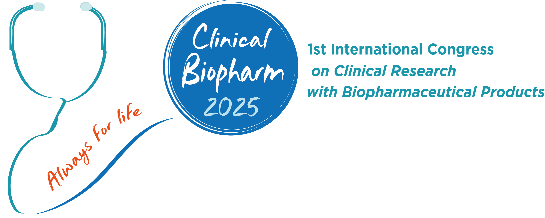 Clinical
Biopharm
2025
1st International Congress
on Clinical Research
with Biopharmaceutical Products
Always for life